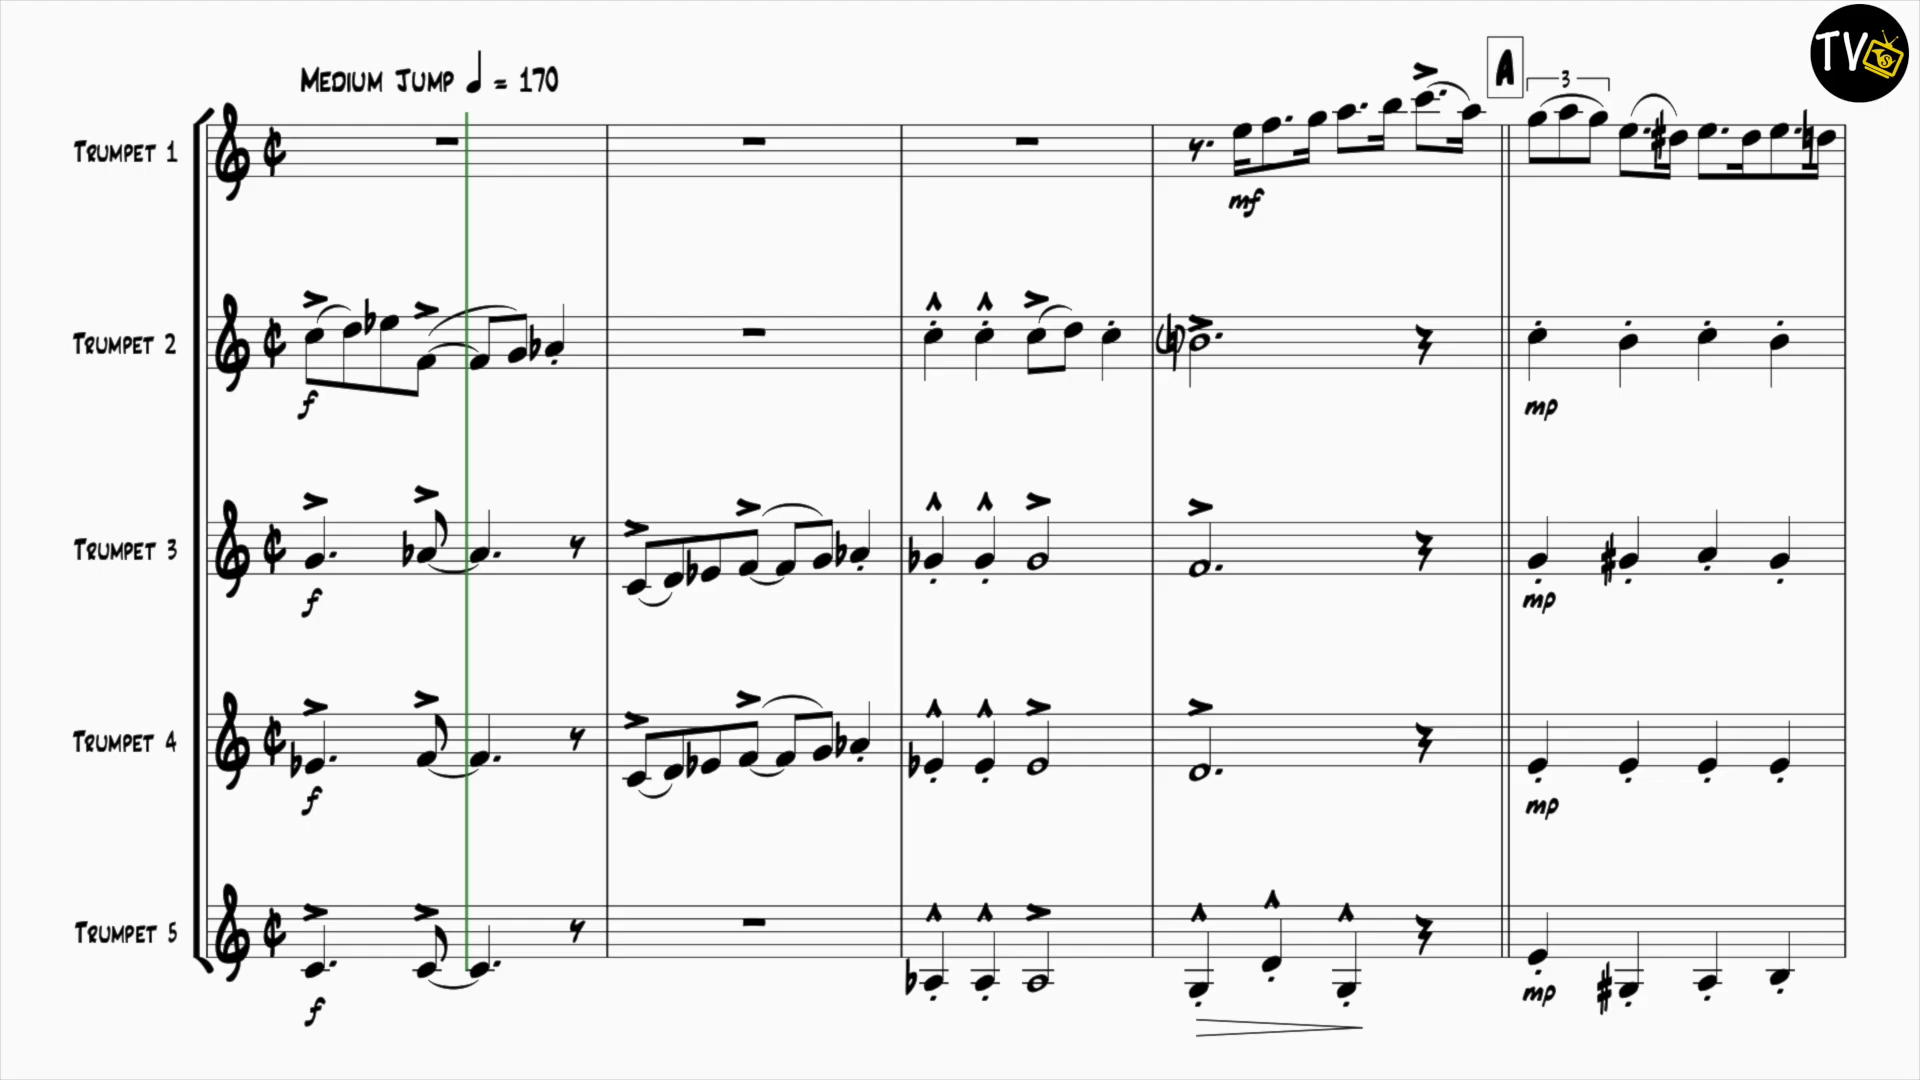 TV
MEDIUM JUMP ♩ = 170
A
3
TRUMPET 1
mf
TRUMPET 2
f
mp
TRUMPET 3
f
mp
TRUMPET 4
f
mp
TRUMPET 5
f
mp